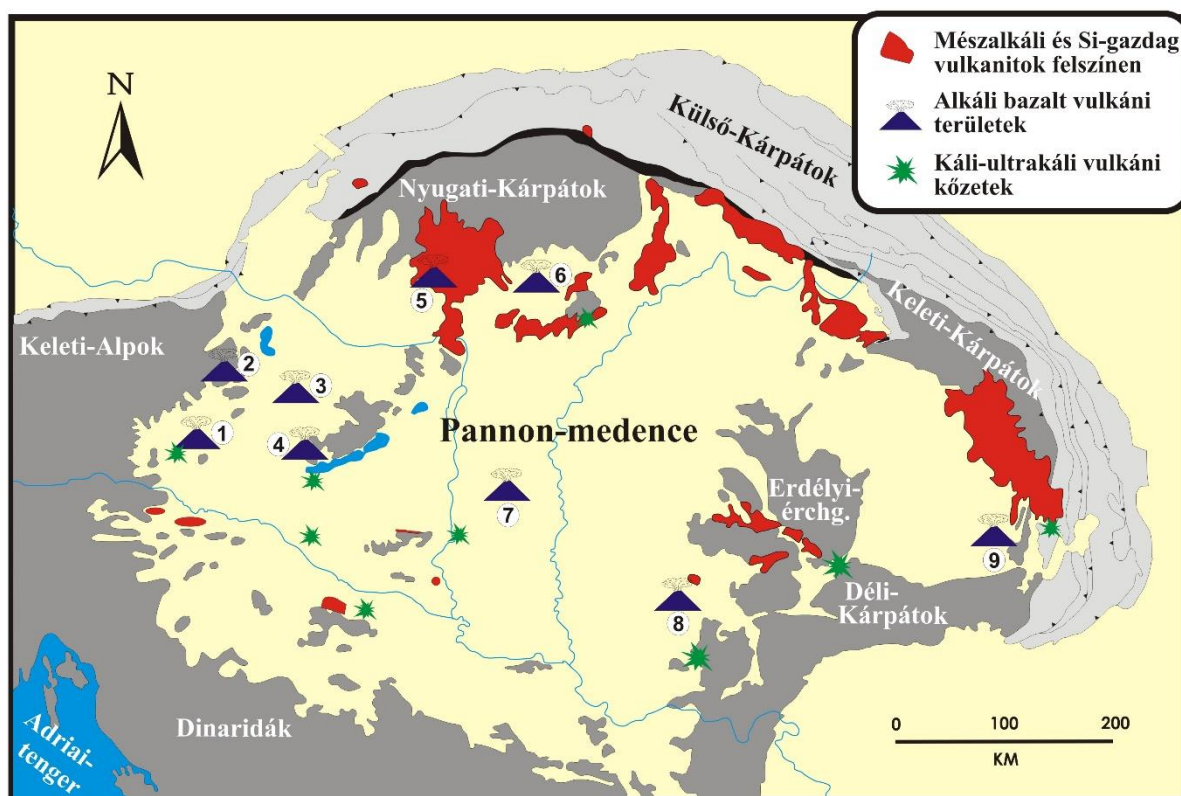 N
Mészalkáli és Si-gazdag
vulkanitok felszínen
Alkáli bazalt vulkáni
területek
Káli-ultrakáli vulkáni
kőzetek
Külső-Kárpátok
Nyugati-Kárpátok
6
5
Keleti-Kárpátok
Keleti-Alpok
2
3
1
4
Pannon-medence
7
Erdélyi-
érchg.
9
8
Déli-
Kárpátok
Dinaridák
Adriai-
tenger
0 100 200
KM